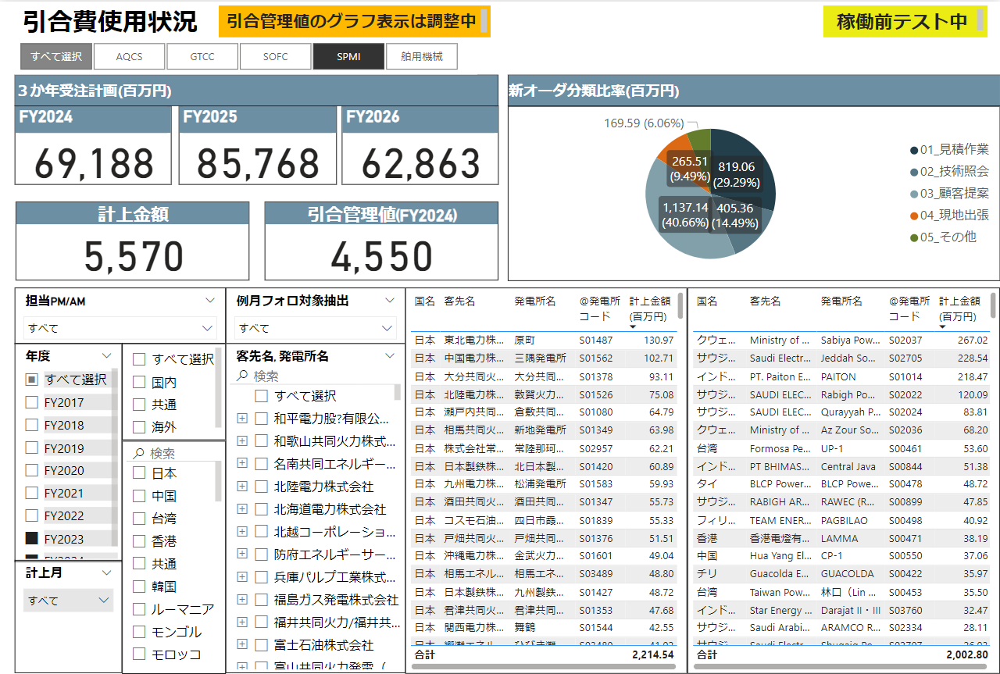 引合費使用状況
引合管理値のグラフ表示は調整中
稼働前テスト中
すべて選択 AQCS GTCC SOFC SPMI 舶用機械
３か年受注計画(百万円)
FY2024 FY2025 FY2026
69,188 85,768 62,863
計上金額 引合管理値(FY2024)
5,570 4,550
新オーダ分類比率(百万円)
169.59 (6.06%)
265.51 (9.49%)
819.06 (29.29%)
1,137.14 (40.66%)
405.36 (14.49%)
01_見積作業
02_技術照会
03_顧客提案
04_現地出張
05_その他
担当PM/AM
すべて
例月フォロ対象抽出
すべて
年度
すべて選択
FY2017
FY2018
FY2019
FY2020
FY2021
FY2022
FY2023
計上月
すべて
すべて選択
国内
共通
海外
検索
日本
中国
台湾
香港
共通
韓国
ルーマニア
モンゴル
モロッコ
客先名, 発電所名
検索
すべて選択
和平電力股?有限公...
和歌山共同火力株式...
名南共同エネルギー...
北陸電力株式会社
北海道電力株式会社
北越コーポレーショ...
防府エネルギーサー...
兵庫パルプ工業株式...
福島ガス発電株式会社
福井共同火力/福井共...
富士石油株式会社
富山共同火力発電（
国名 客先名 発電所名 @発電所コード 計上金額(百万円)
日本 東北電力株... 原町 S01487 130.97
日本 中国電力株... 三隅発電所 S01562 102.71
日本 大分共同火... 大分共同... S01378 93.11
日本 北陸電力株... 敦賀火力... S01526 75.08
日本 瀬戸内共同... 倉敷共同... S01080 64.79
日本 相馬共同火... 新地発電所 S01349 63.98
日本 株式会社常... 常陸那珂... S02957 62.21
日本 日本製鉄株... 北日本製... S01420 60.89
日本 九州電力株... 松浦発電所 S01583 59.93
日本 酒田共同火... 酒田共同... S01347 55.73
日本 コスモ石油... 四日市霞... S01839 55.33
日本 戸畑共同火... 戸畑共同... S01376 51.51
日本 沖縄電力株... 金武火力... S01601 49.04
日本 相馬エネル... 相馬エネ... S03489 48.80
日本 日本製鉄株... 九州製鉄... S01427 48.72
日本 君津共同火... 君津共同... S01353 47.68
日本 関西電力株... 舞鶴 S01544 42.55
合計 2,214.54
国名 客先名 発電所名 @発電所コード 計上金額(百万円)
クウェ... Ministry of ... Sabiya Pow... S02037 267.02
サウジ... Saudi Electr... Jeddah So... S02705 228.54
インド... PT. Paiton E... PAITON S01014 218.47
サウジ... SAUDI ELEC... Rabigh Po... S02022 120.09
サウジ... SAUDI ELEC... Qurayyah P... S02024 83.81
クウェ... Ministry of ... Az Zour So... S02036 68.20
台湾 Formosa Pe... UP-1 S00461 53.60
インド... PT BHIMAS... Central Java S00844 51.38
タイ BLCP Power... BLCP Powe... S00478 48.72
サウジ... RABIGH AR... RAWEC (R... S00899 47.85
フィリ... TEAM ENER... PAGBILAO S00498 40.92
香港 香港電燈有... LAMMA S00471 38.19
中国 Hua Yang El... CP-1 S00550 37.06
チリ Guacolda E... GUACOLDA S00422 35.97
台湾 Taiwan Pow... 林口（Lin ... S00453 35.50
インド... Star Energy ... Darajat II・III S03760 32.47
サウジ... Saudi Arabi... ARAMCO R... S02334 28.11
合計 2,002.80